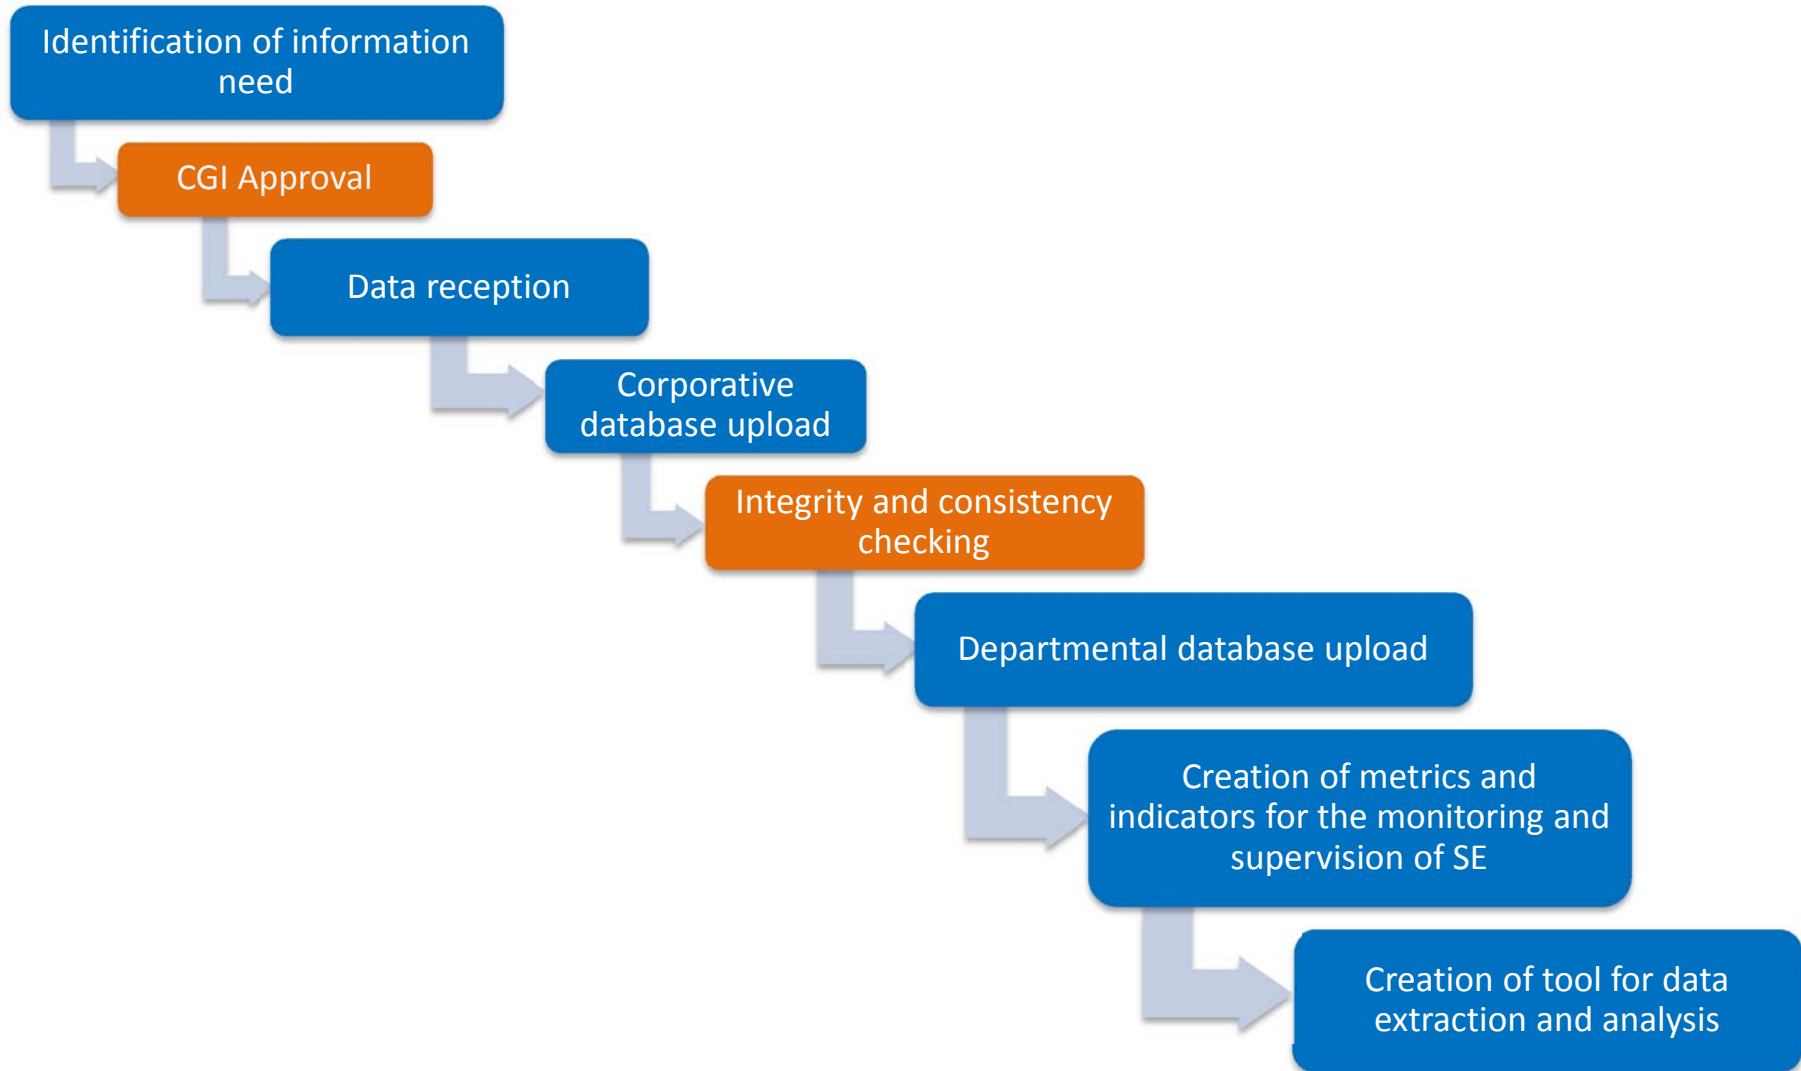 Identification of information
need
CGI Approval
Data reception
Corporative
database upload
Integrity and consistency
checking
Departmental database upload
Creation of metrics and
indicators for the monitoring and
supervision of SE
Creation of tool for data
extraction and analysis